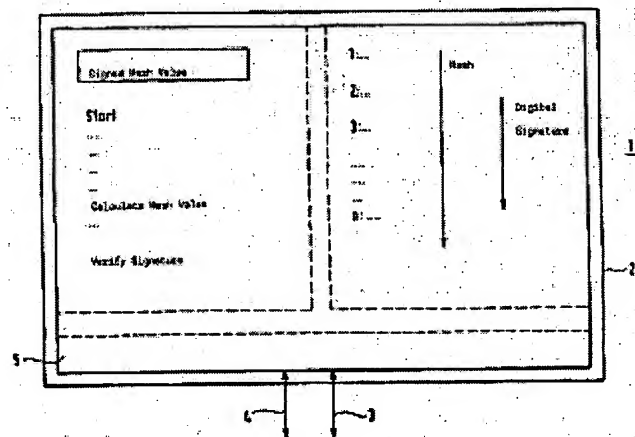 Signed Hash Value
Start
Calculate Hash Value
Verify Signature
1:
2:
3:
Hash
Digital
Signature
1
2
5
4
3